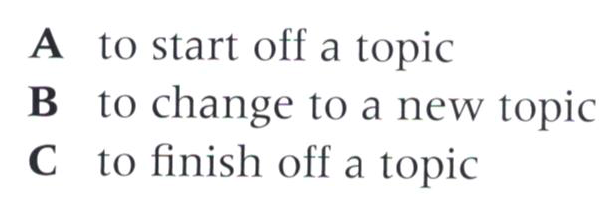 A to start off a topic
B to change to a new topic
C to finish off a topic